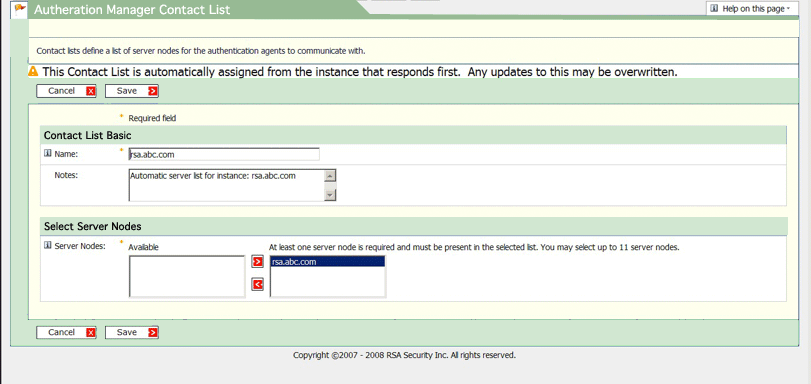 Autheration Manager Contact List
Help on this page
Contact lists define a list of server nodes for the authentication agents to communicate with.
This Contact List is automatically assigned from the instance that responds first. Any updates to this may be overwritten.
Cancel x Save
* Required field
Contact List Basic
Name: * rsa.abc.com
Notes: Automatic server list for instance: rsa.abc.com
Select Server Nodes
Server Nodes: * Available At least one server node is required and must be present in the selected list. You may select up to 11 server nodes.
rsa.abc.com
Cancel x Save
Copyright ©2007 - 2008 RSA Security Inc. All rights reserved.